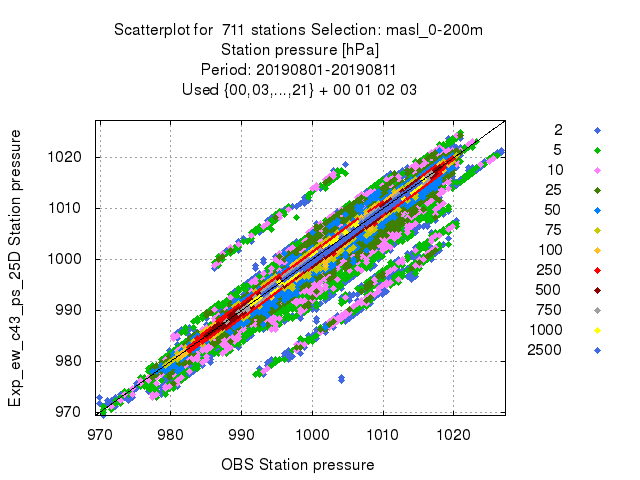 Scatterplot for 711 stations Selection: masl_0-200m
Station pressure [hPa]
Period: 20190801-20190811
Used {00,03,...,21} + 00 01 02 03
Exp_ew_c43_ps_25D Station pressure
1020
1010
1000
990
980
970
970 980 990 1000 1010 1020
OBS Station pressure
2
5
10
25
50
75
100
250
500
750
1000
2500